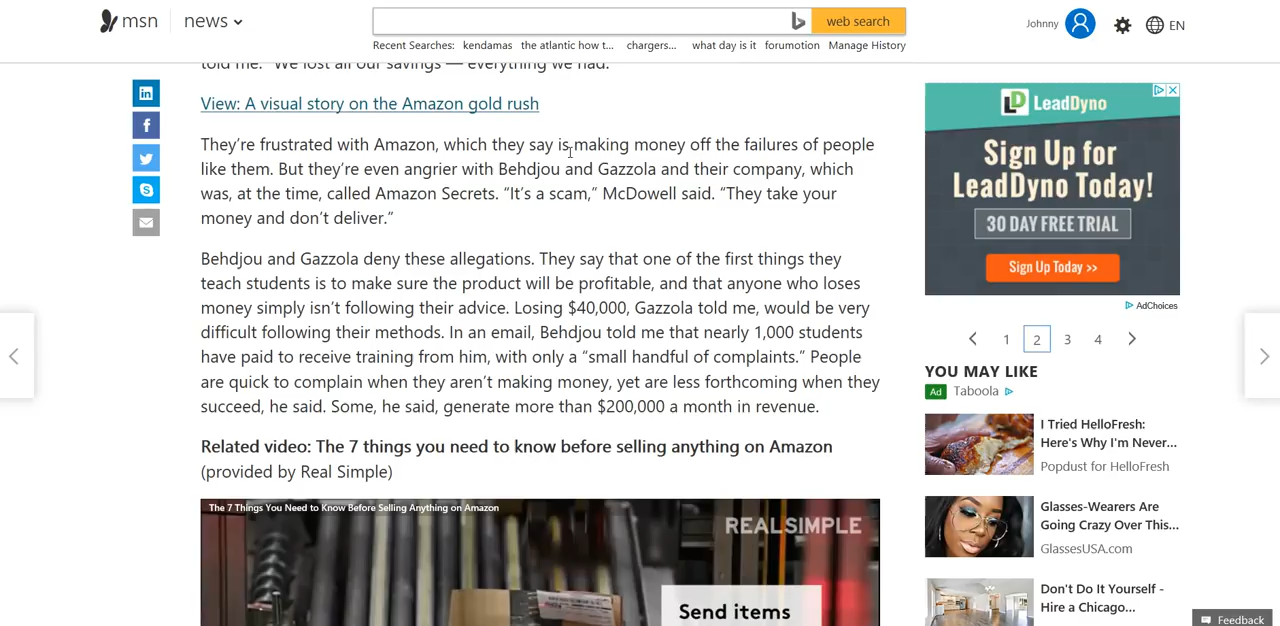 msn
news
web search
Johnny
EN
Recent Searches: kendamas the atlantic how t... chargers... what day is it forumotion Manage History
told me. “We lost all our savings — everything we had.”
View: A visual story on the Amazon gold rush
They’re frustrated with Amazon, which they say is making money off the failures of people
like them. But they’re even angrier with Behdjou and Gazzola and their company, which
was, at the time, called Amazon Secrets. “It’s a scam,” McDowell said. “They take your
money and don’t deliver.”
Behdjou and Gazzola deny these allegations. They say that one of the first things they
teach students is to make sure the product will be profitable, and that anyone who loses
money simply isn’t following their advice. Losing $40,000, Gazzola told me, would be very
difficult following their methods. In an email, Behdjou told me that nearly 1,000 students
have paid to receive training from him, with only a “small handful of complaints.” People
are quick to complain when they aren’t making money, yet are less forthcoming when they
succeed, he said. Some, he said, generate more than $200,000 a month in revenue.
Related video: The 7 things you need to know before selling anything on Amazon
(provided by Real Simple)
The 7 Things You Need to Know Before Selling Anything on Amazon
REAL SIMPLE
Send items
LeadDyno
Sign Up for
LeadDyno Today!
30 DAY FREE TRIAL
Sign Up Today >>
AdChoices
1 2 3 4
YOU MAY LIKE
Ad Taboola
I Tried HelloFresh:
Here's Why I'm Never...
Popdust for HelloFresh
Glasses-Wearers Are
Going Crazy Over This...
GlassesUSA.com
Don't Do It Yourself -
Hire a Chicago...
Feedback